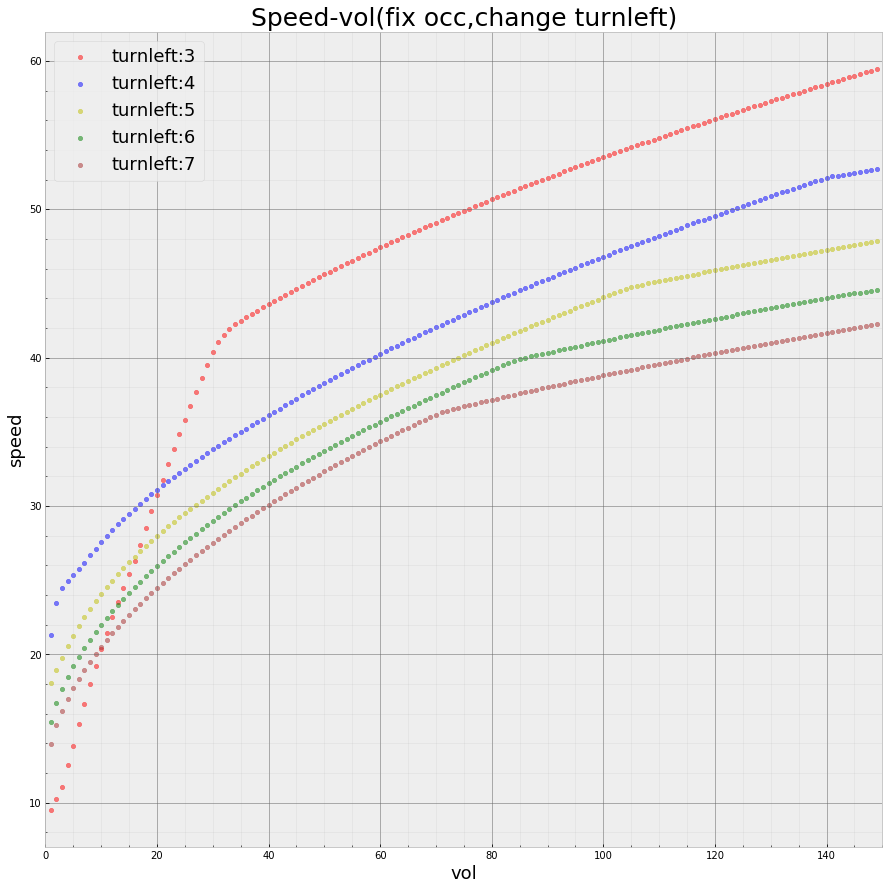 Speed-vol(fix occ,change turnleft)
turnleft:3
turnleft:4
turnleft:5
turnleft:6
turnleft:7
60
50
40
30
20
10
speed
0 20 40 60 80 100 120 140
vol